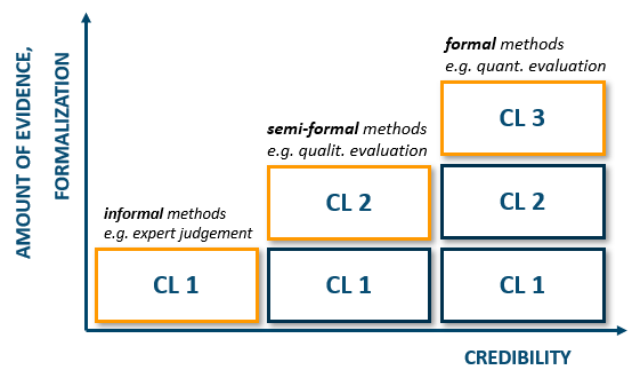 AMOUNT OF EVIDENCE,
FORMALIZATION
formal methods
e.g. quant. evaluation
CL 3
semi-formal methods
e.g. qualit. evaluation
CL 2
CL 2
informal methods
e.g. expert judgement
CL 1
CL 1
CL 1
CREDIBILITY